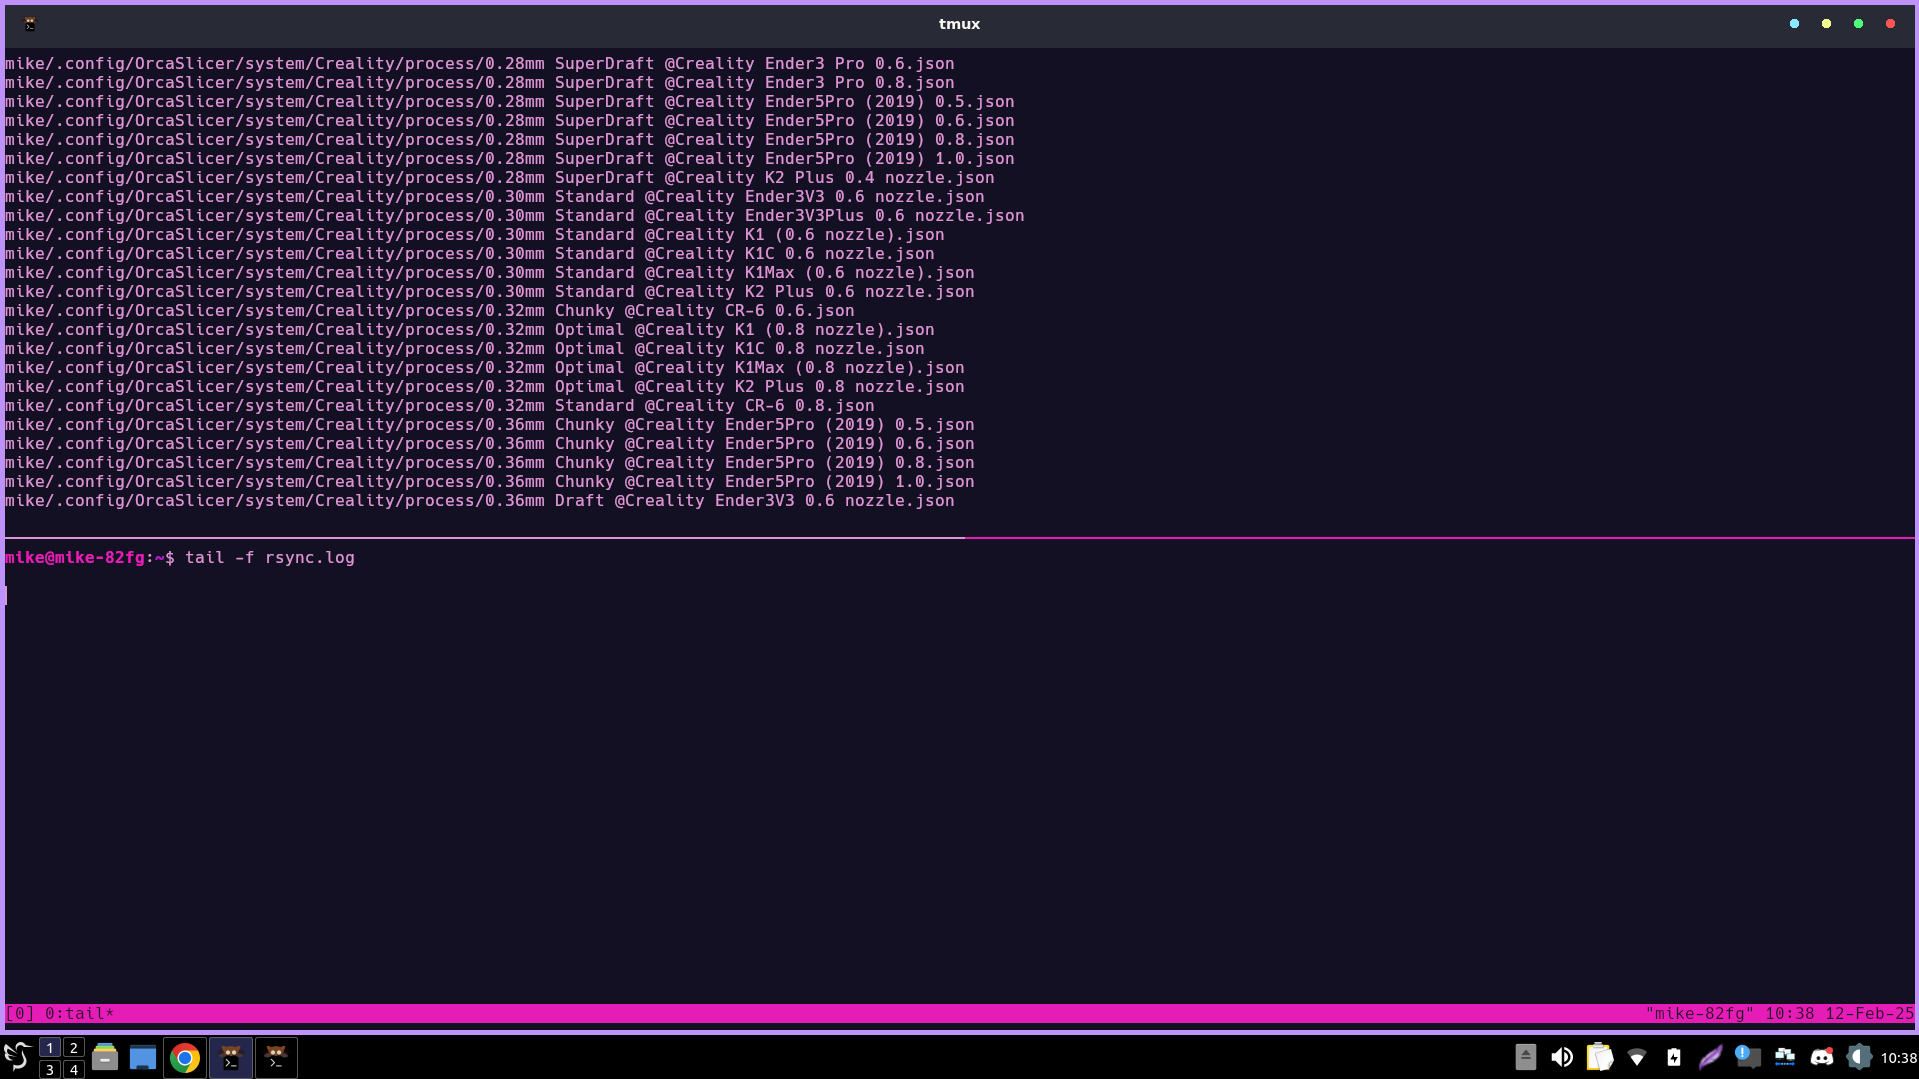 tmux
mike/.config/OrcaSlicer/system/Creality/process/0.28mm SuperDraft @Creality Ender3 Pro 0.6.json
mike/.config/OrcaSlicer/system/Creality/process/0.28mm SuperDraft @Creality Ender3 Pro 0.8.json
mike/.config/OrcaSlicer/system/Creality/process/0.28mm SuperDraft @Creality Ender5Pro (2019) 0.5.json
mike/.config/OrcaSlicer/system/Creality/process/0.28mm SuperDraft @Creality Ender5Pro (2019) 0.6.json
mike/.config/OrcaSlicer/system/Creality/process/0.28mm SuperDraft @Creality Ender5Pro (2019) 0.8.json
mike/.config/OrcaSlicer/system/Creality/process/0.28mm SuperDraft @Creality Ender5Pro (2019) 1.0.json
mike/.config/OrcaSlicer/system/Creality/process/0.28mm SuperDraft @Creality K2 Plus 0.4 nozzle.json
mike/.config/OrcaSlicer/system/Creality/process/0.30mm Standard @Creality Ender3V3 0.6 nozzle.json
mike/.config/OrcaSlicer/system/Creality/process/0.30mm Standard @Creality Ender3V3Plus 0.6 nozzle.json
mike/.config/OrcaSlicer/system/Creality/process/0.30mm Standard @Creality K1 (0.6 nozzle).json
mike/.config/OrcaSlicer/system/Creality/process/0.30mm Standard @Creality K1C 0.6 nozzle.json
mike/.config/OrcaSlicer/system/Creality/process/0.30mm Standard @Creality K1Max (0.6 nozzle).json
mike/.config/OrcaSlicer/system/Creality/process/0.30mm Standard @Creality K2 Plus 0.6 nozzle.json
mike/.config/OrcaSlicer/system/Creality/process/0.32mm Chunky @Creality CR-6 0.6.json
mike/.config/OrcaSlicer/system/Creality/process/0.32mm Optimal @Creality K1 (0.8 nozzle).json
mike/.config/OrcaSlicer/system/Creality/process/0.32mm Optimal @Creality K1C 0.8 nozzle.json
mike/.config/OrcaSlicer/system/Creality/process/0.32mm Optimal @Creality K1Max (0.8 nozzle).json
mike/.config/OrcaSlicer/system/Creality/process/0.32mm Optimal @Creality K2 Plus 0.8 nozzle.json
mike/.config/OrcaSlicer/system/Creality/process/0.32mm Standard @Creality CR-6 0.8.json
mike/.config/OrcaSlicer/system/Creality/process/0.36mm Chunky @Creality Ender5Pro (2019) 0.5.json
mike/.config/OrcaSlicer/system/Creality/process/0.36mm Chunky @Creality Ender5Pro (2019) 0.6.json
mike/.config/OrcaSlicer/system/Creality/process/0.36mm Chunky @Creality Ender5Pro (2019) 0.8.json
mike/.config/OrcaSlicer/system/Creality/process/0.36mm Chunky @Creality Ender5Pro (2019) 1.0.json
mike/.config/OrcaSlicer/system/Creality/process/0.36mm Draft @Creality Ender3V3 0.6 nozzle.json
mike@mike-82fg:~$ tail -f rsync.log
[0] 0:tail* "mike-82fg" 10:38 12-Feb-25
1 2
3 4
10:38